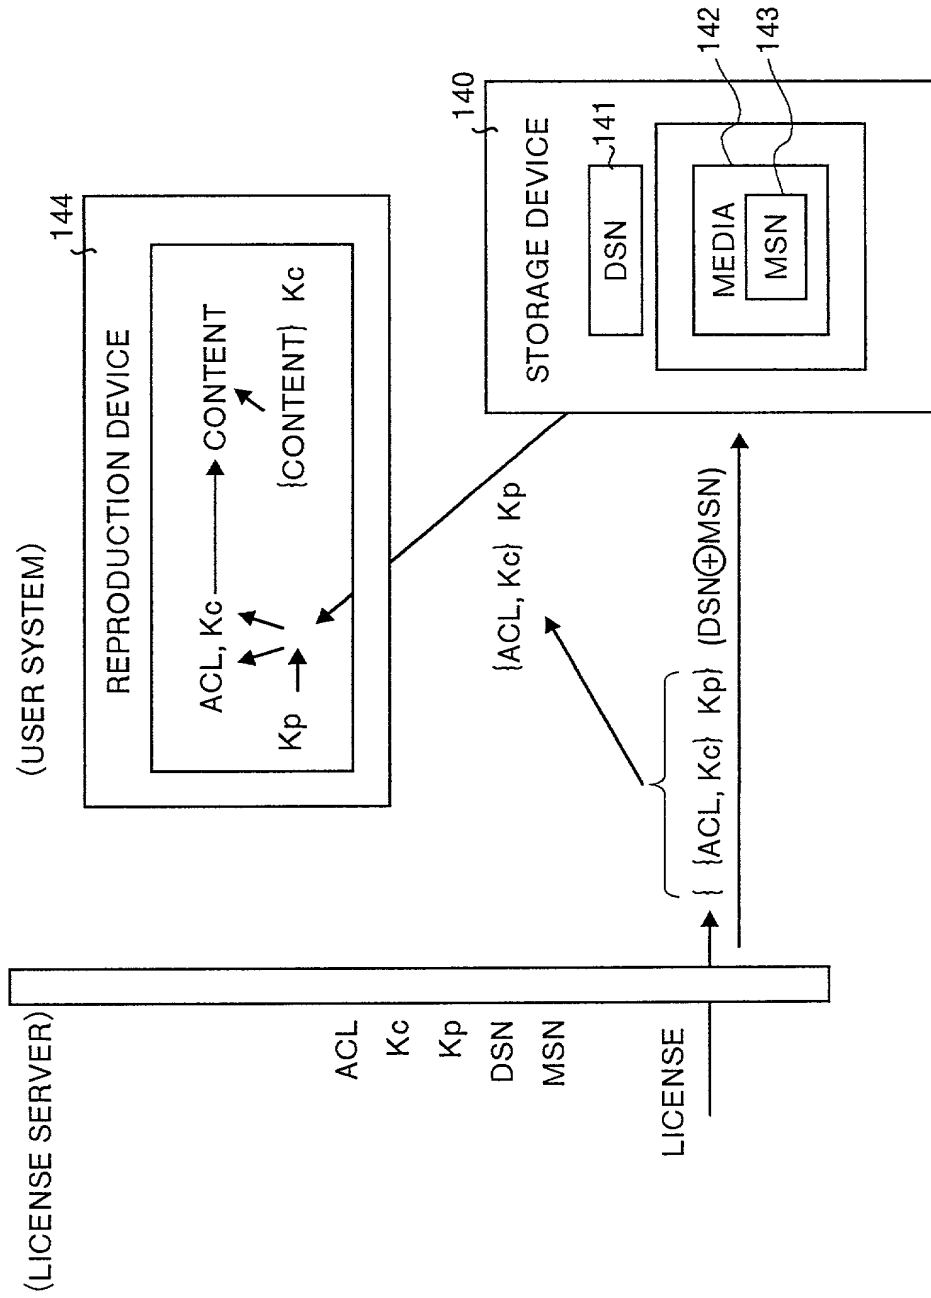 (LICENSE SERVER)
(USER SYSTEM)
144
REPRODUCTION DEVICE
ACL, Kc
CONTENT
Kp
{CONTENT} Kc
ACL
Kc
Kp
DSN
MSN
{ACL, Kc} Kp
140
STORAGE DEVICE
DSN
141
MEDIA
MSN
142
143
LICENSE
{ {ACL, Kc} Kp} (DSN⊕MSN)